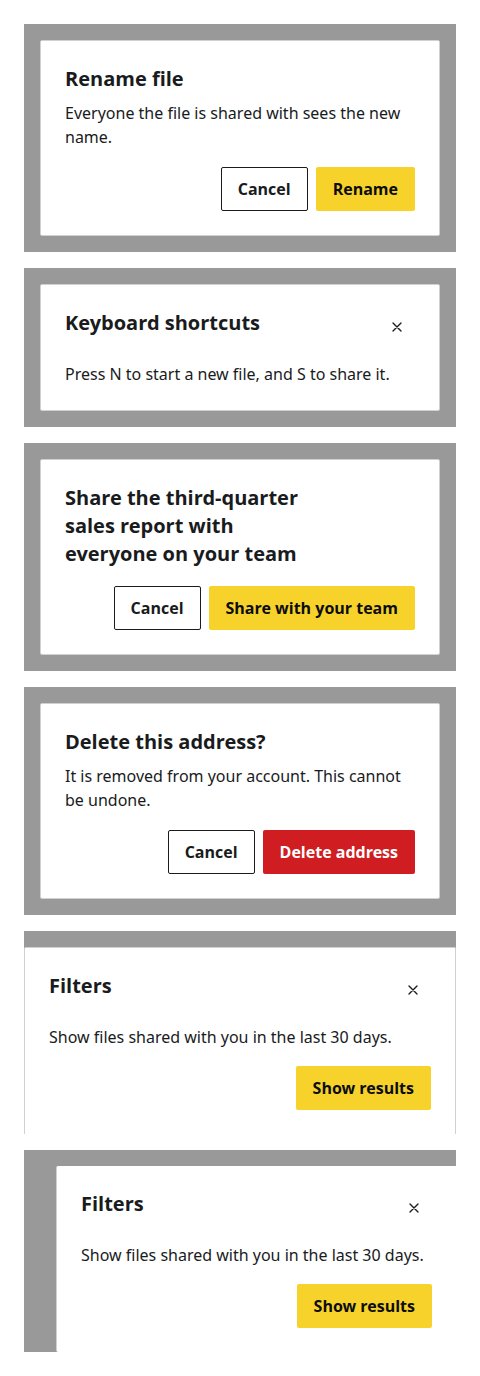 Rename file
Everyone the file is shared with sees the new
name.
Cancel Rename
Keyboard shortcuts
Press N to start a new file, and S to share it.
Share the third-quarter
sales report with
everyone on your team
Cancel Share with your team
Delete this address?
It is removed from your account. This cannot
be undone.
Cancel Delete address
Filters
Show files shared with you in the last 30 days.
Show results
Filters
Show files shared with you in the last 30 days.
Show results